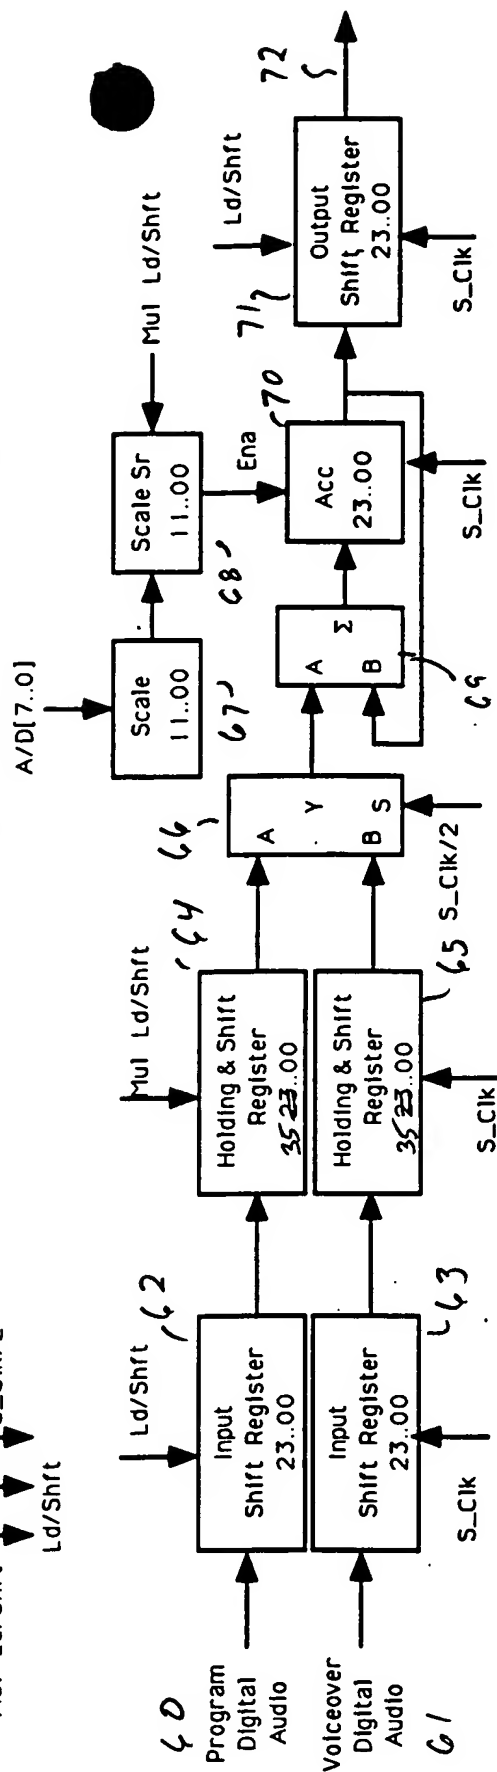 Ld/Shft
60
Program
Digital
Audio
Voiceover
Digital
Audio
61
Ld/Shft
62
Input
Shift Register
23..00
Input
Shift Register
23..00
63
S_Clk
Mul Ld/Shft
64
Holding & Shift
Register
35 23..00
Holding & Shift
Register
35 23..00
65
S_Clk
66
A
Y
B
S
S_Clk/2
A/D[7..0]
Scale
11..00
67
Scale Sr
11..00
68
Mul Ld/Shft
A
Σ
B
69
Ena
Acc
23..00
70
S_Clk
71
Ld/Shft
Output
Shift Register
23..00
S_Clk
72